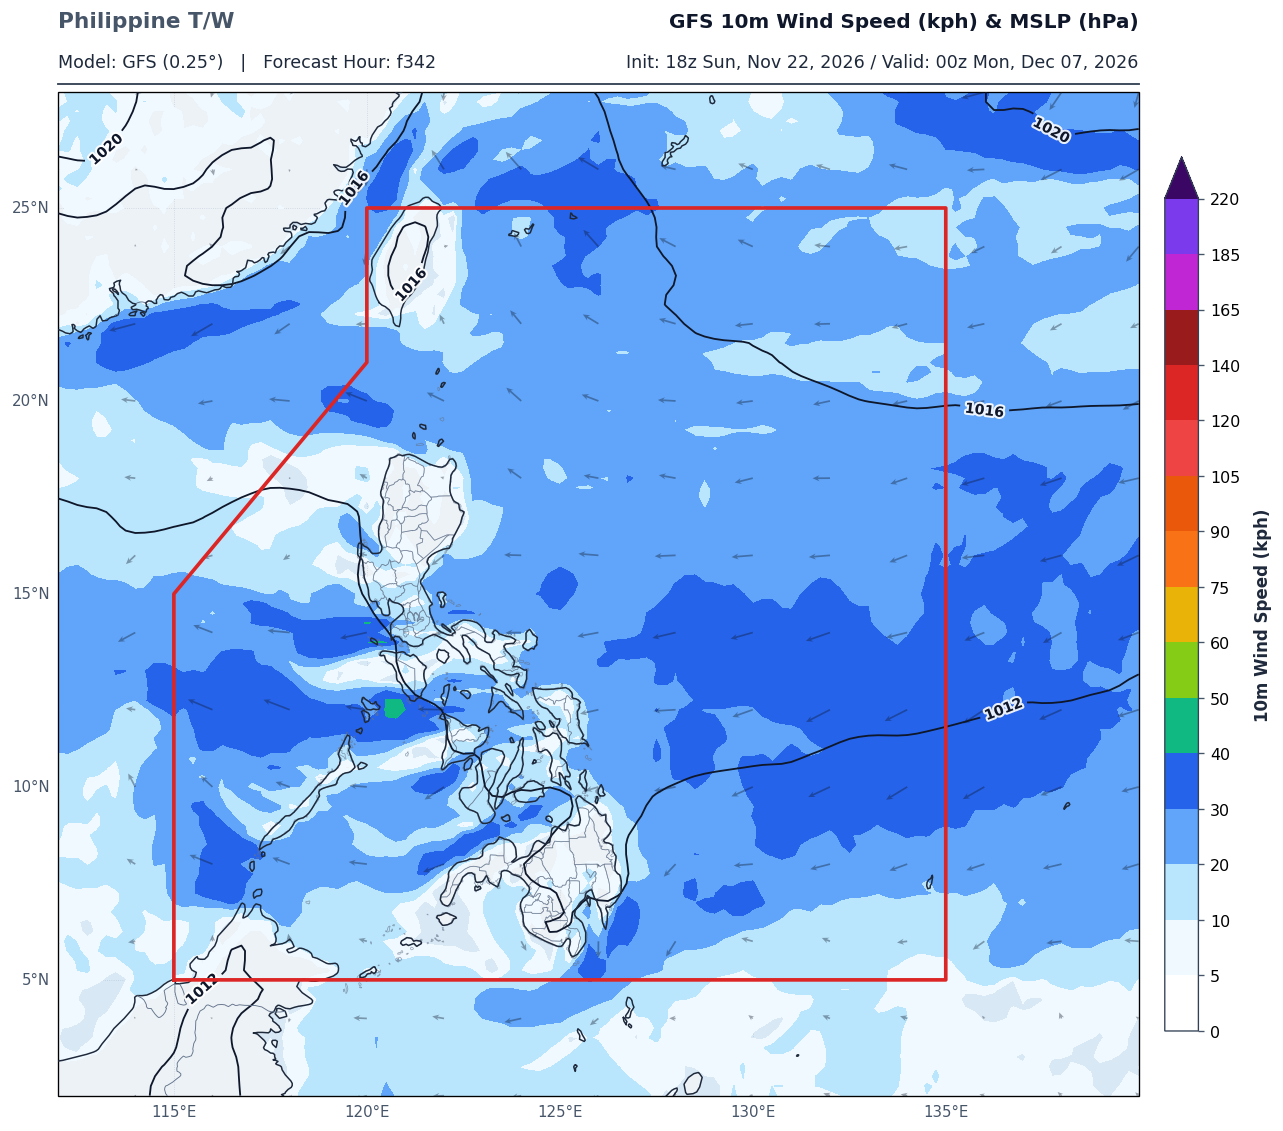 Philippine T/W
GFS 10m Wind Speed (kph) & MSLP (hPa)
Model: GFS (0.25°) | Forecast Hour: f342
Init: 18z Sun, Nov 22, 2026 / Valid: 00z Mon, Dec 07, 2026
1020
1020
1016
1016
1016
1012
1012
25°N
20°N
15°N
10°N
5°N
115°E
120°E
125°E
130°E
135°E
220
185
165
140
120
105
90
75
60
50
40
30
20
10
5
0
10m Wind Speed (kph)